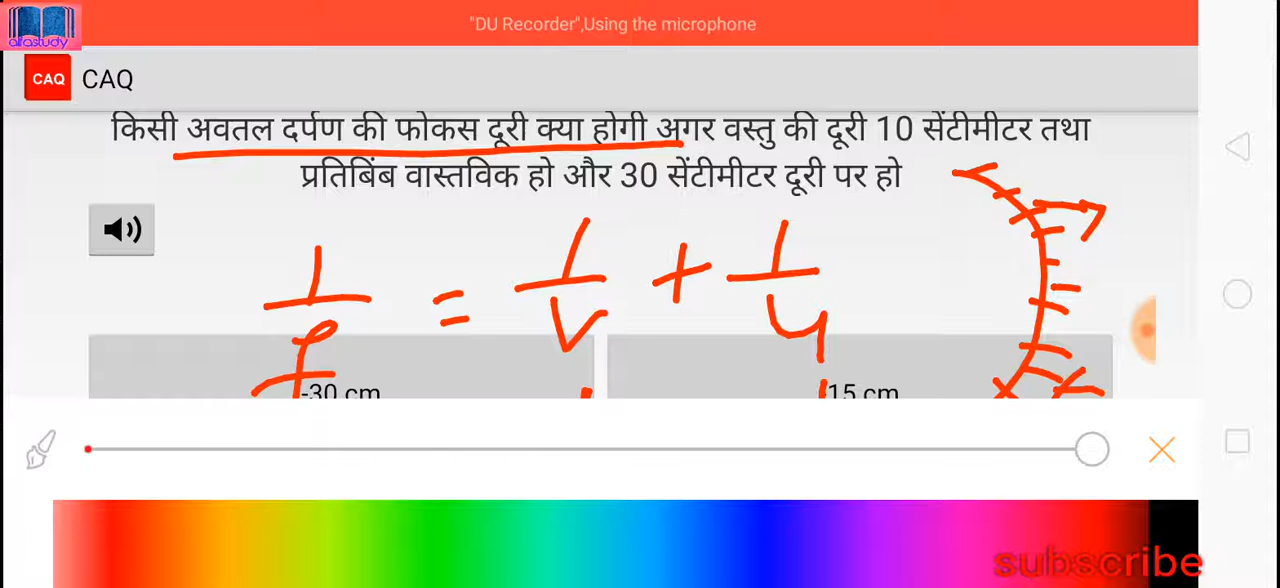 "DU Recorder",Using the microphone
alfastudy
CAQ CAQ
किसी अवतल दर्पण की फोकस दूरी क्या होगी अगर वस्तु की दूरी 10 सेंटीमीटर तथा
प्रतिबिंब वास्तविक हो और 30 सेंटीमीटर दूरी पर हो
1/f = 1/v + 1/u
-30 cm
-15 cm
subscribe